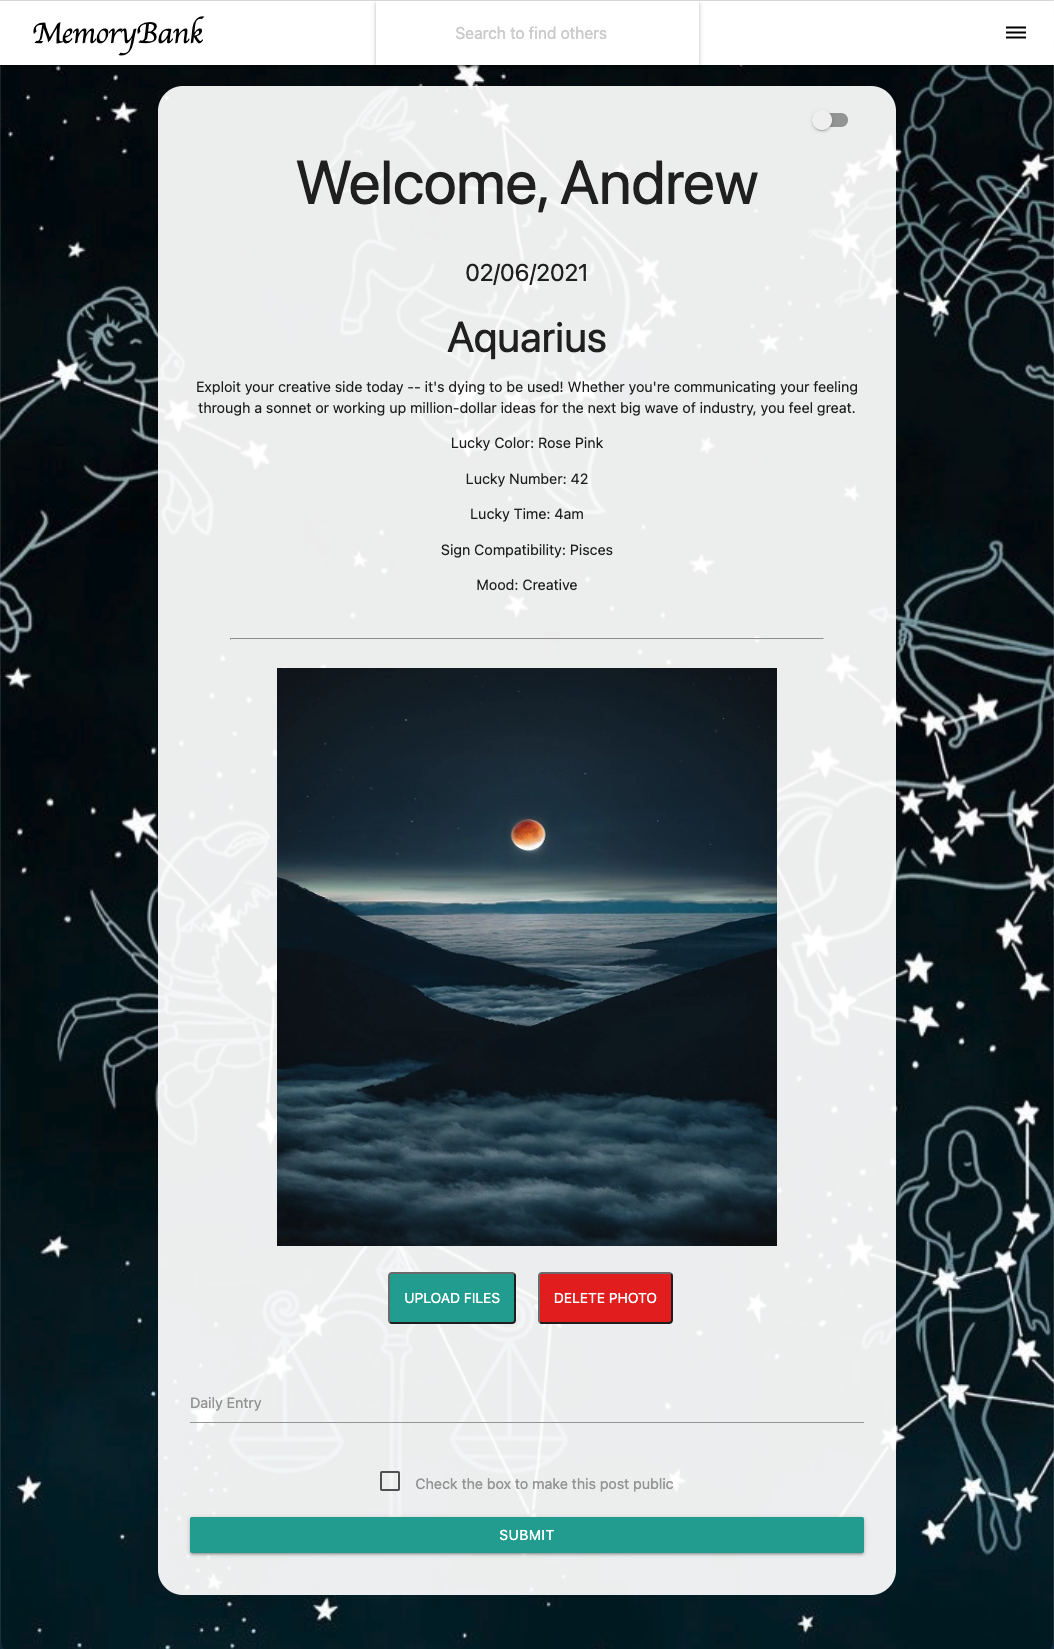 MemoryBank
Search to find others
Welcome, Andrew
02/06/2021
Aquarius
Exploit your creative side today -- it's dying to be used! Whether you're communicating your feeling
through a sonnet or working up million-dollar ideas for the next big wave of industry, you feel great.
Lucky Color: Rose Pink
Lucky Number: 42
Lucky Time: 4am
Sign Compatibility: Pisces
Mood: Creative
UPLOAD FILES
DELETE PHOTO
Daily Entry
Check the box to make this post public
SUBMIT